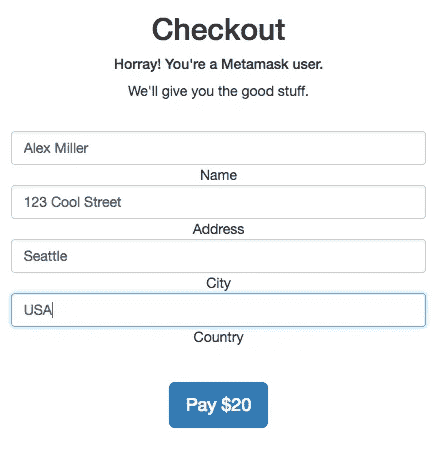 Checkout
Horray! You're a Metamask user.
We'll give you the good stuff.
Alex Miller
Name
123 Cool Street
Address
Seattle
City
USA
Country
Pay $20